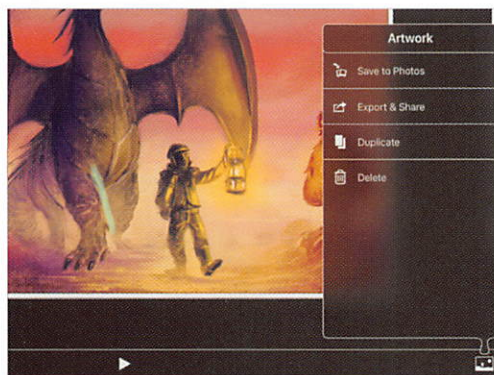 Artwork
Save to Photos
Export & Share
Duplicate
Delete